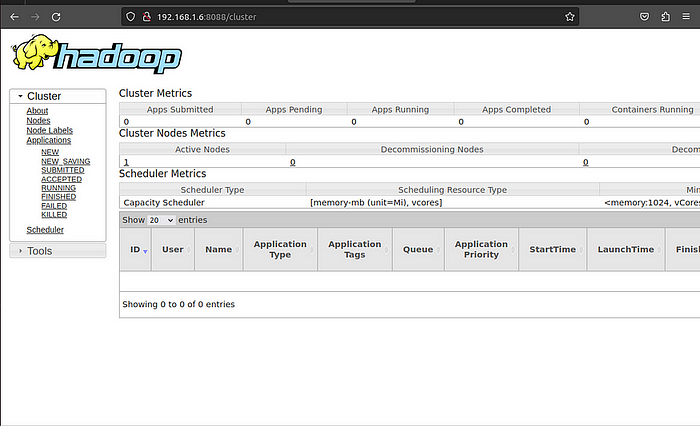 192.168.1.6:8088/cluster
hadoop
Cluster
About
Nodes
Node Labels
Applications
NEW
NEW_SAVING
SUBMITTED
ACCEPTED
RUNNING
FINISHED
FAILED
KILLED
Scheduler
Tools
Cluster Metrics
Apps Submitted Apps Pending Apps Running Apps Completed Containers Running
0 0 0 0 0
Cluster Nodes Metrics
Active Nodes Decommissioning Nodes Decom
1 0 0
Scheduler Metrics
Scheduler Type Scheduling Resource Type Min
Capacity Scheduler [memory-mb (unit=Mi), vcores] <memory:1024, vCores
Show 20 entries
ID User Name Application Type Application Tags Queue Application Priority StartTime LaunchTime Finish
Showing 0 to 0 of 0 entries